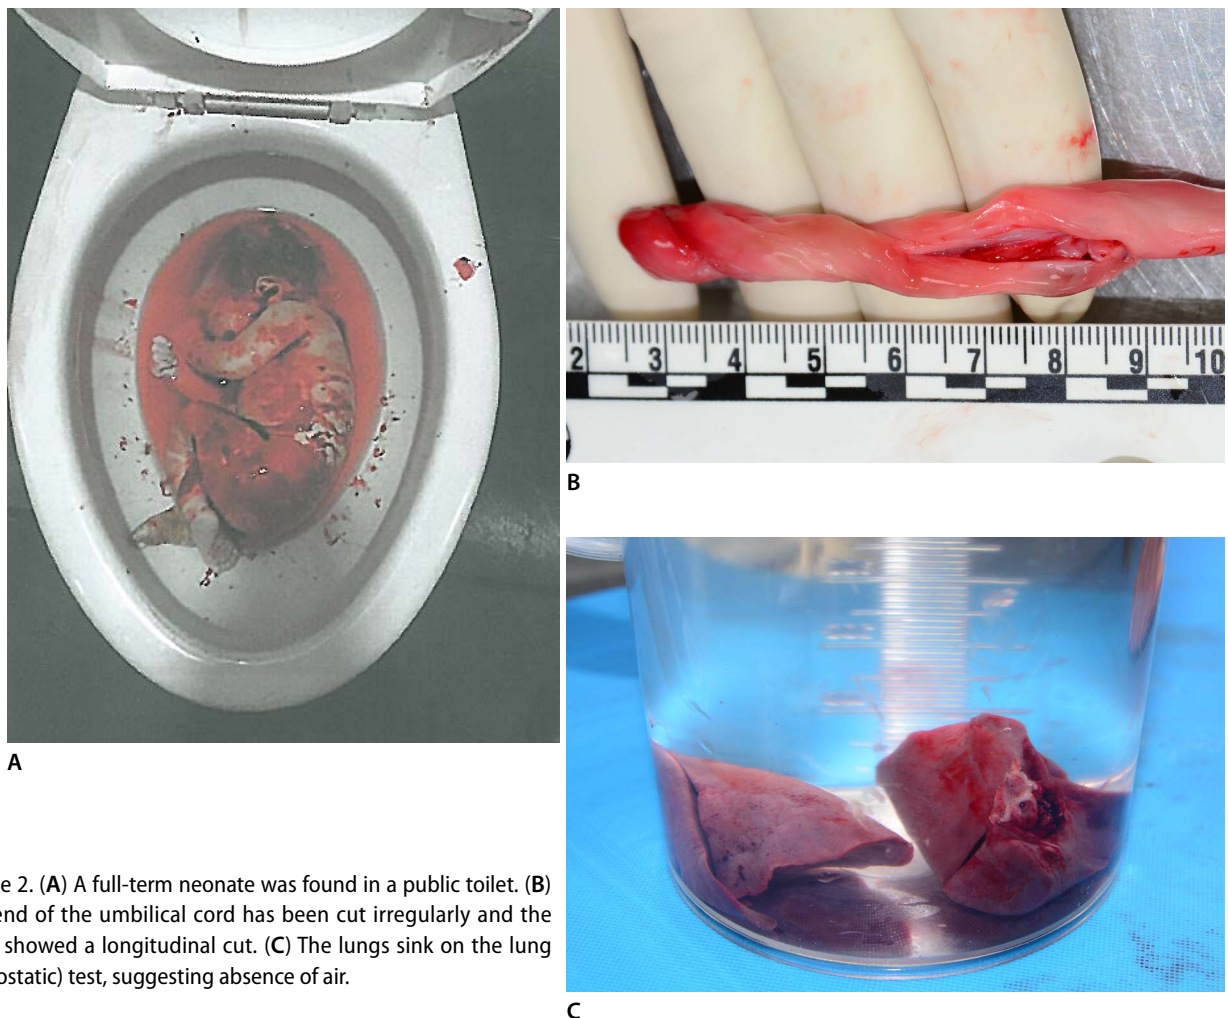 A
2 3 4 5 6 7 8 9 10
B
e 2. (A) A full-term neonate was found in a public toilet. (B)
end of the umbilical cord has been cut irregularly and the
showed a longitudinal cut. (C) The lungs sink on the lung
ostatic) test, suggesting absence of air.
C